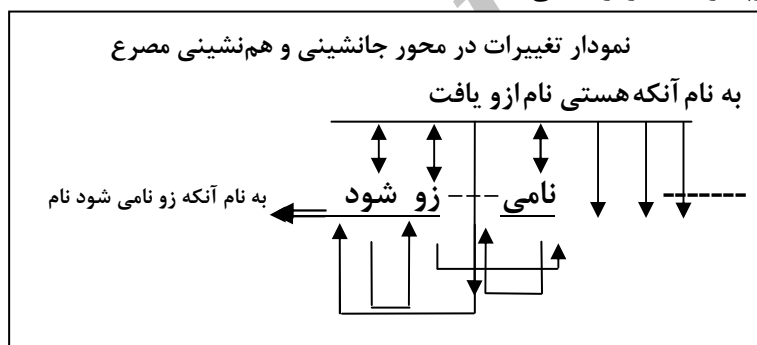 نمودار تغییرات در محور جانشینی و هم‌نشینی مصرع
به نام آنکه هستی نام ازو یافت
نامی --- زو شود
به نام آنکه زو نامی شود نام